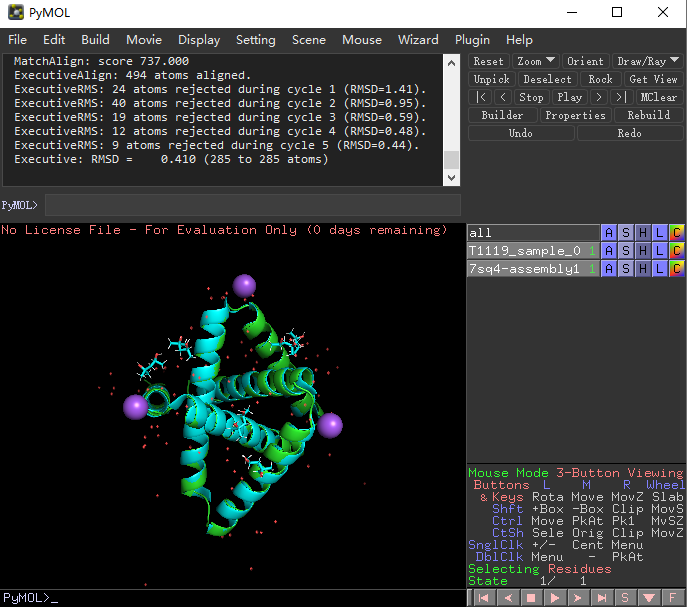 PyMOL
File Edit Build Movie Display Setting Scene Mouse Wizard Plugin Help
MatchAlign: score 737.000
ExecutiveAlign: 494 atoms aligned.
ExecutiveRMS: 24 atoms rejected during cycle 1 (RMSD=1.41).
ExecutiveRMS: 40 atoms rejected during cycle 2 (RMSD=0.95).
ExecutiveRMS: 19 atoms rejected during cycle 3 (RMSD=0.59).
ExecutiveRMS: 12 atoms rejected during cycle 4 (RMSD=0.48).
ExecutiveRMS: 9 atoms rejected during cycle 5 (RMSD=0.44).
Executive: RMSD = 0.410 (285 to 285 atoms)
PyMOL>
Reset Zoom Orient Draw/Ray
Unpick Deselect Rock Get View
|< < Stop Play > >| MClear
Builder Properties Rebuild
Undo Redo
No License File - For Evaluation Only (0 days remaining)
all A S H L C
T1119_sample_0 1 A S H L C
7sq4-assembly1 1 A S H L C
Mouse Mode 3-Button Viewing
Buttons L M R Wheel
& Keys Rota Move MovZ Slab
Shft +Box -Box Clip MovS
Ctrl Move PkAt Pk1 MvSZ
CtSh Sele Orig Clip MovZ
SnglClk +/- Cent Menu
DblClk Menu - PkAt
Selecting Residues
State 1/ 1
PyMOL>_
S F